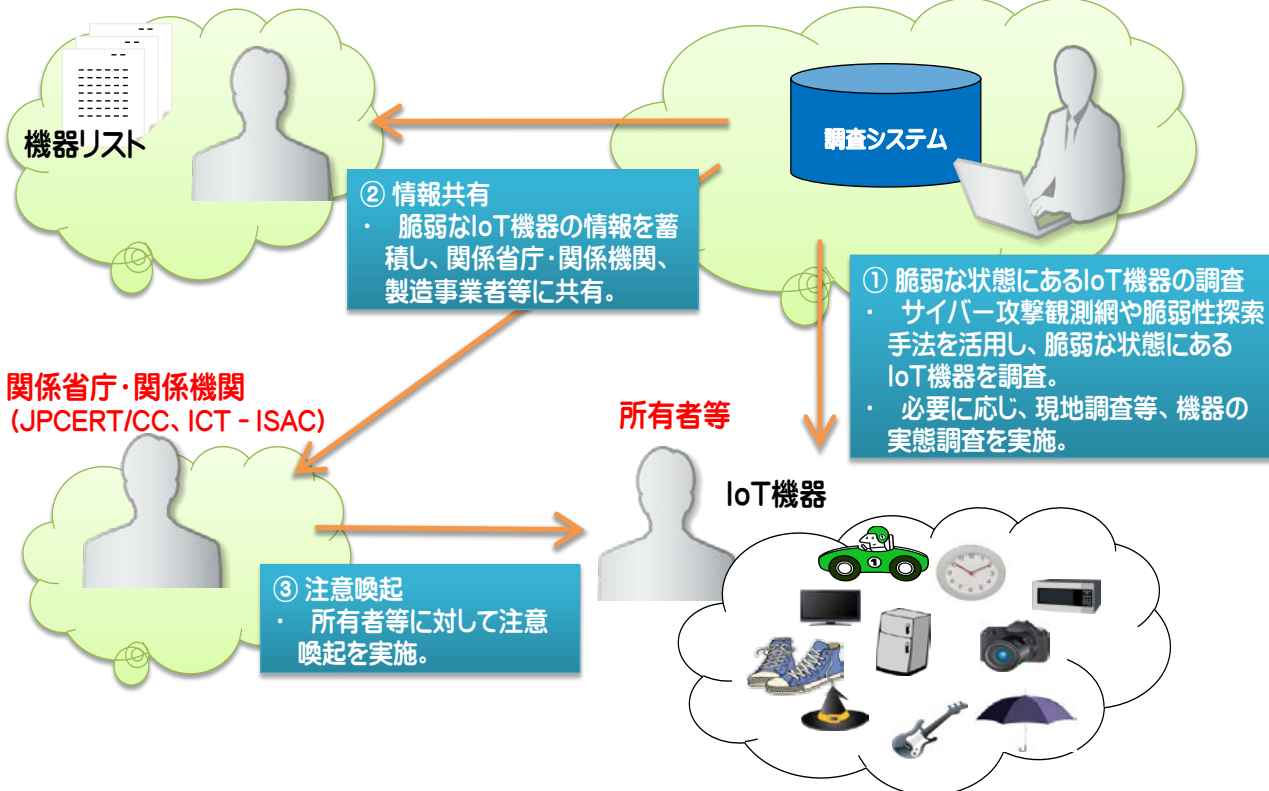 機器リスト
調査システム
② 情報共有
・ 脆弱なIoT機器の情報を蓄
積し、関係省庁・関係機関、
製造事業者等に共有。
① 脆弱な状態にあるIoT機器の調査
・ サイバー攻撃観測網や脆弱性探索
手法を活用し、脆弱な状態にある
IoT機器を調査。
・ 必要に応じ、現地調査等、機器の
実態調査を実施。
関係省庁・関係機関
(JPCERT/CC、ICT - ISAC)
所有者等
IoT機器
③ 注意喚起
・ 所有者等に対して注意
喚起を実施。
1